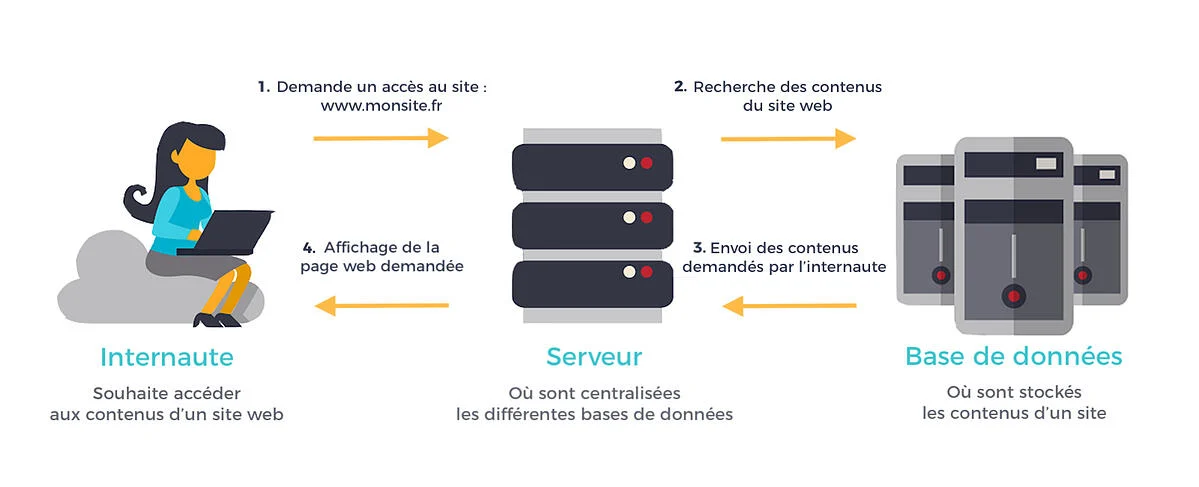 1. Demande un accès au site :
www.monsite.fr
2. Recherche des contenus
du site web
4. Affichage de la
page web demandée
3. Envoi des contenus
demandés par l'internaute
Internaute
Souhaite accéder
aux contenus d'un site web
Serveur
Où sont centralisées
les différentes bases de données
Base de données
Où sont stockés
les contenus d'un site